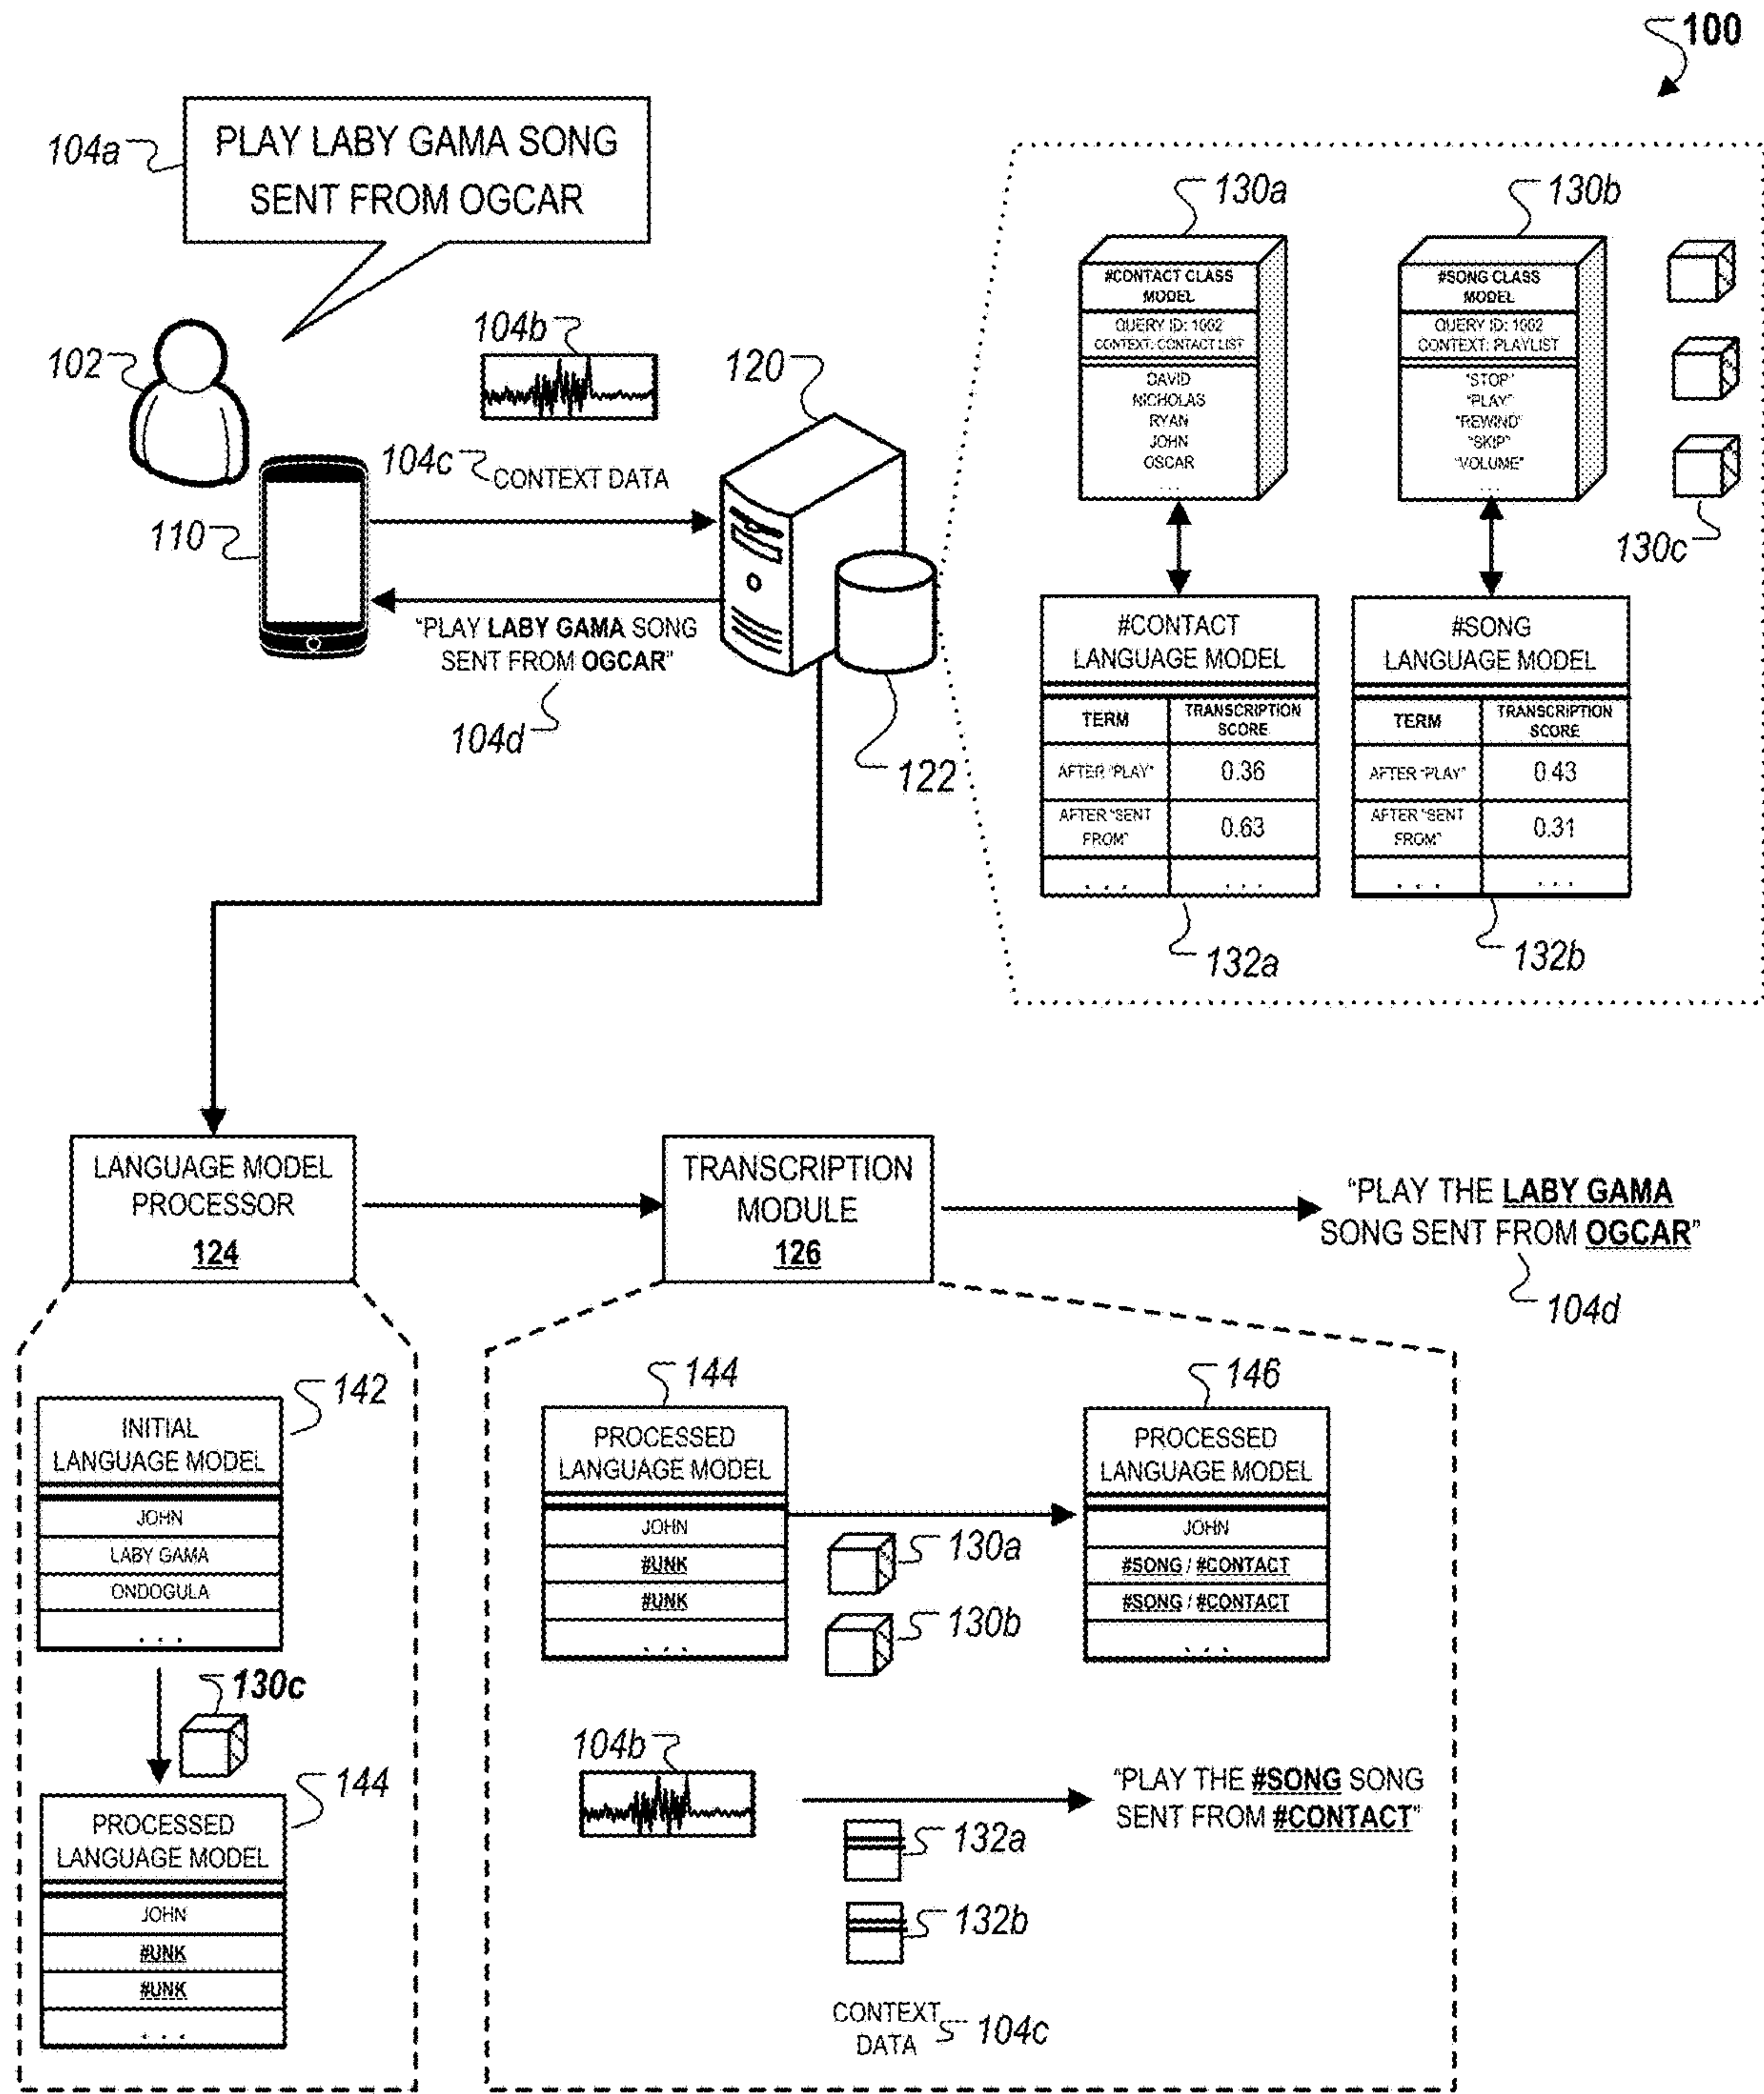 100
104a
PLAY LABY GAMA SONG
SENT FROM OGCAR
102
104b
104c
CONTEXT DATA
110
120
"PLAY LABY GAMA SONG
SENT FROM OGCAR"
104d
122
130a
#CONTACT CLASS
MODEL
QUERY ID: 1002
CONTEXT: CONTACT LIST
DAVID
NICHOLAS
RYAN
JOHN
OSCAR
...
130b
#SONG CLASS
MODEL
QUERY ID: 1002
CONTEXT: PLAYLIST
"STOP"
"PLAY"
"REWIND"
"SKIP"
"VOLUME"
...
130c
#CONTACT
LANGUAGE MODEL
TERM
TRANSCRIPTION
SCORE
AFTER "PLAY"
0.36
AFTER "SENT
FROM"
0.63
...
...
132a
#SONG
LANGUAGE MODEL
TERM
TRANSCRIPTION
SCORE
AFTER "PLAY"
0.43
AFTER "SENT
FROM"
0.31
...
...
132b
LANGUAGE MODEL
PROCESSOR
124
TRANSCRIPTION
MODULE
126
"PLAY THE LABY GAMA
SONG SENT FROM OGCAR"
104d
142
INITIAL
LANGUAGE MODEL
JOHN
LABY GAMA
ONDOGULA
...
130c
144
PROCESSED
LANGUAGE MODEL
JOHN
#UNK
#UNK
...
144
PROCESSED
LANGUAGE MODEL
JOHN
#UNK
#UNK
...
130a
130b
146
PROCESSED
LANGUAGE MODEL
JOHN
#SONG / #CONTACT
#SONG / #CONTACT
...
104b
132a
132b
CONTEXT
DATA
104c
"PLAY THE #SONG SONG
SENT FROM #CONTACT"